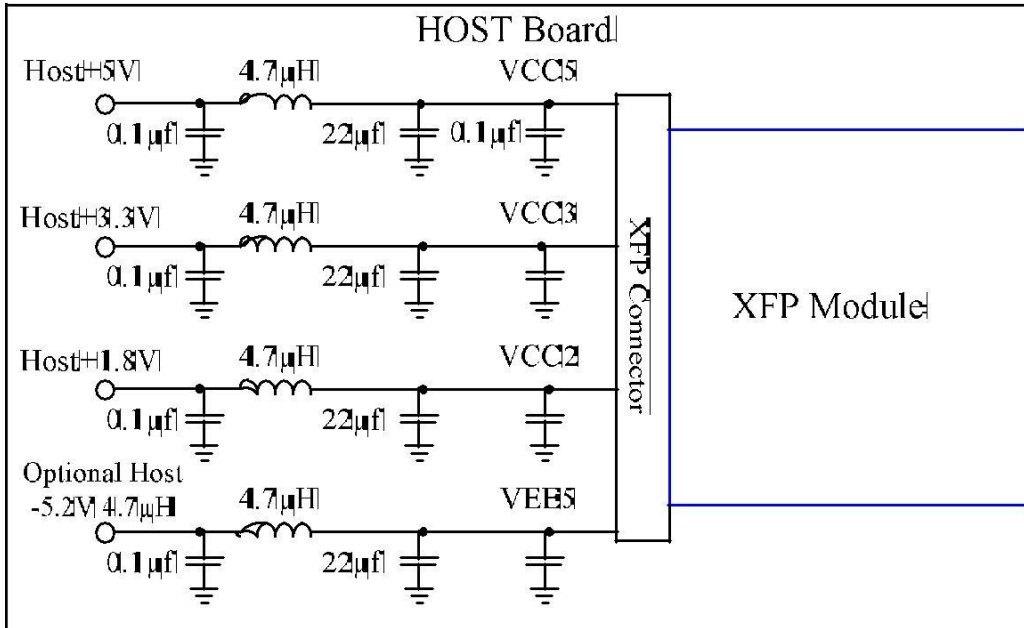 HOST Board
Host+5V
4.7μH
VCC5
0.1μf
22μf
0.1μf
Host+3.3V
4.7μH
VCC3
0.1μf
22μf
XFP Connector
XFP Module
Host+1.8V
4.7μH
VCC2
0.1μf
22μf
Optional Host
-5.2V 4.7μH
4.7μH
VEE5
0.1μf
22μf